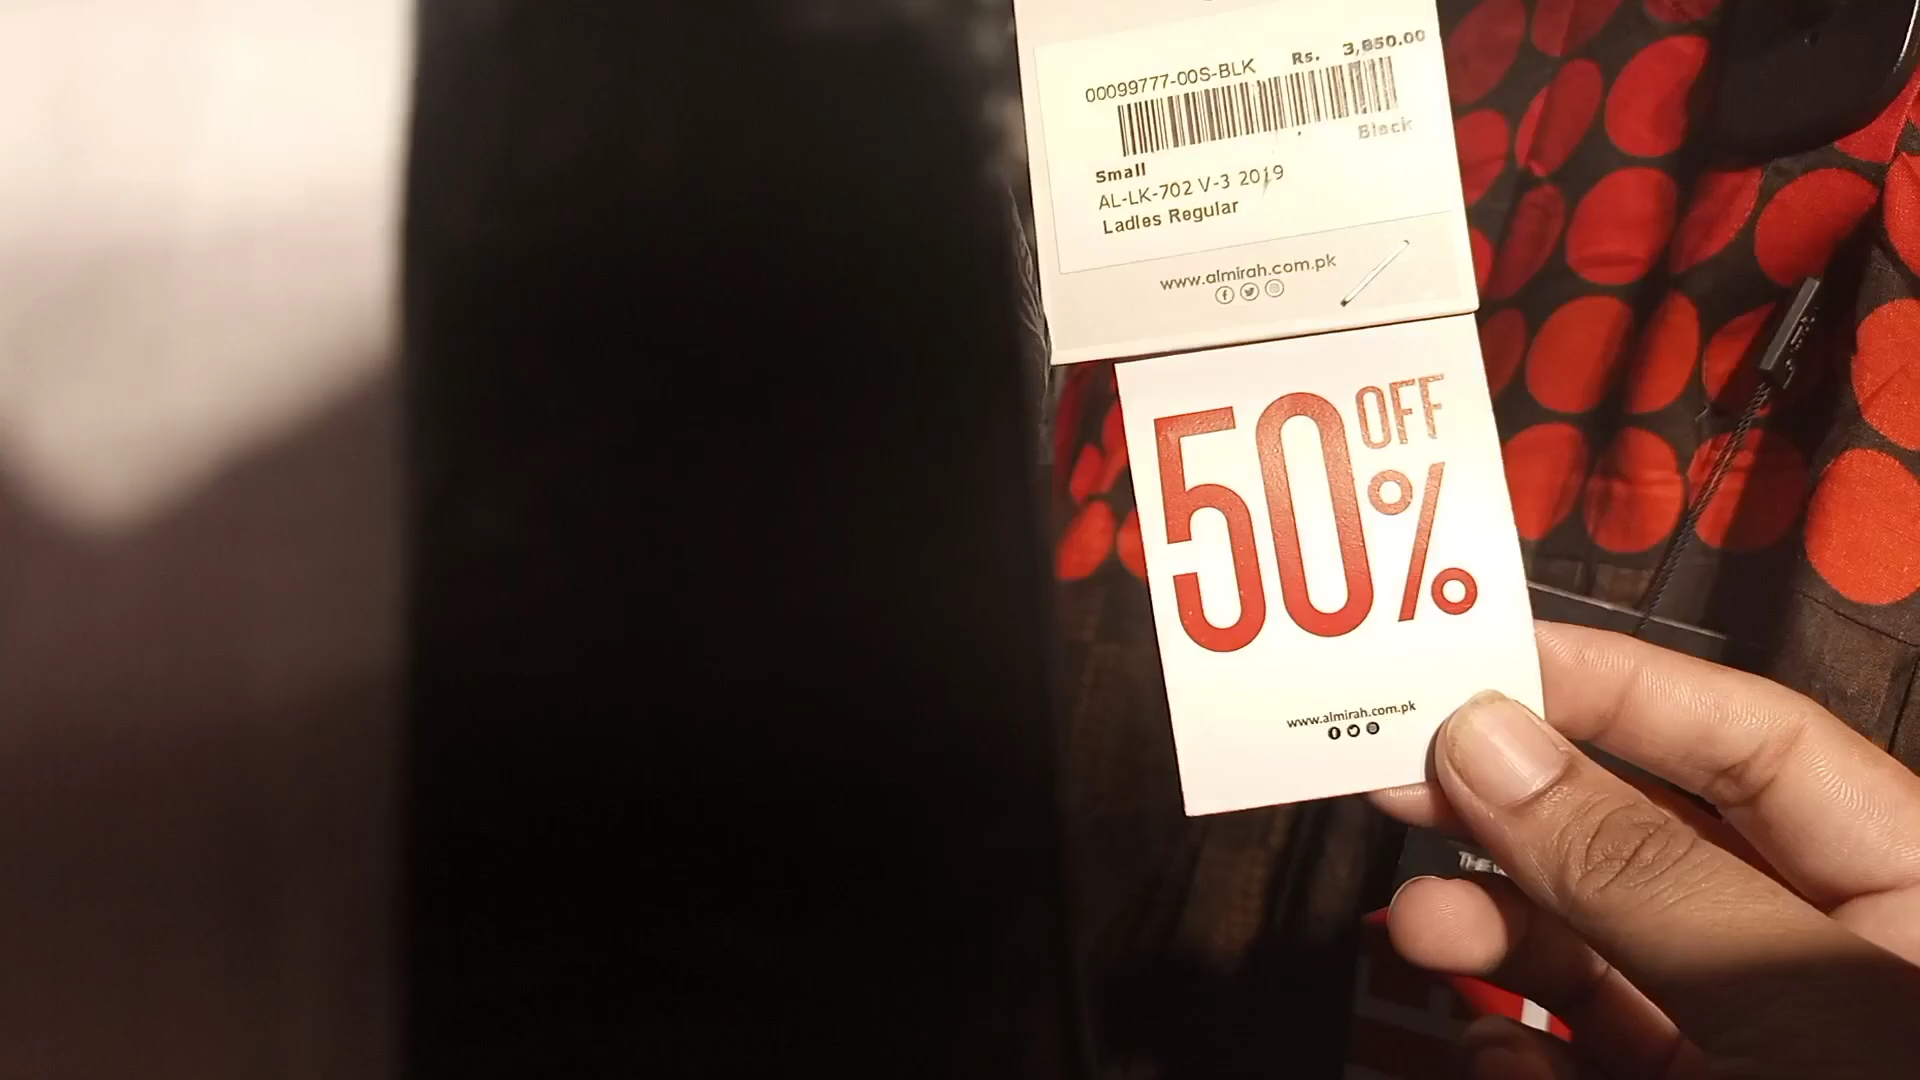 00099777-00S-BLK Rs. 3,850.00
Black
Small
AL-LK-702 V-3 2019
Ladies Regular
www.almirah.com.pk
50% OFF
www.almirah.com.pk
THE